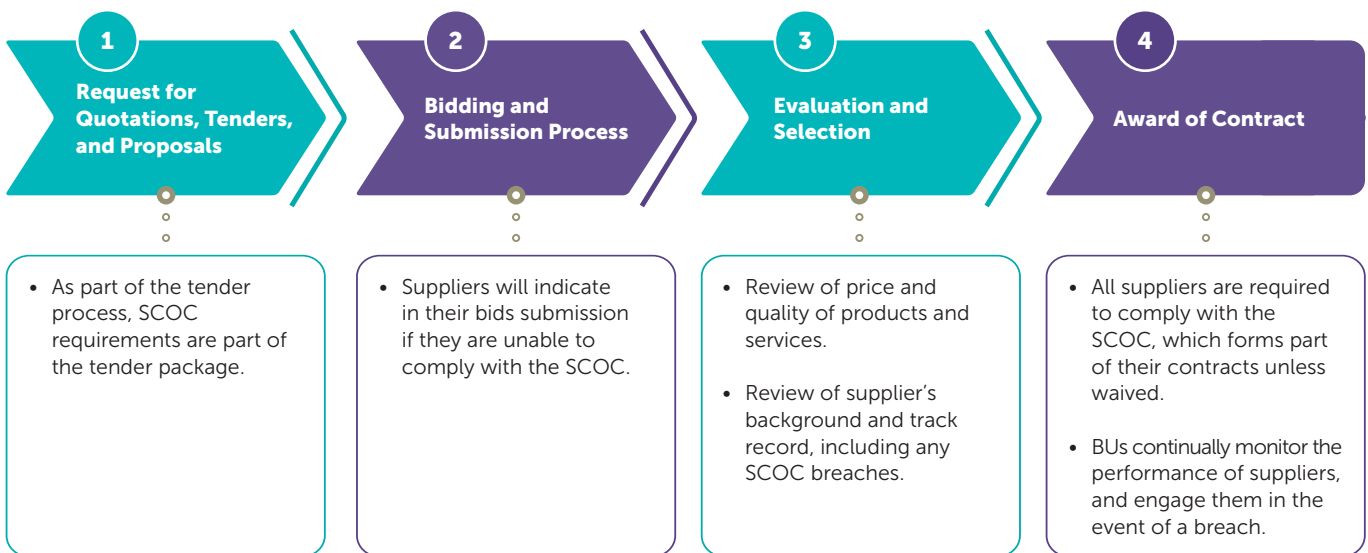 1
Request for
Quotations, Tenders,
and Proposals
• As part of the tender
process, SCOC
requirements are part of
the tender package.
2
Bidding and
Submission Process
• Suppliers will indicate
in their bids submission
if they are unable to
comply with the SCOC.
3
Evaluation and
Selection
• Review of price and
quality of products and
services.
• Review of supplier’s
background and track
record, including any
SCOC breaches.
4
Award of Contract
• All suppliers are required
to comply with the
SCOC, which forms part
of their contracts unless
waived.
• BUs continually monitor the
performance of suppliers,
and engage them in the
event of a breach.